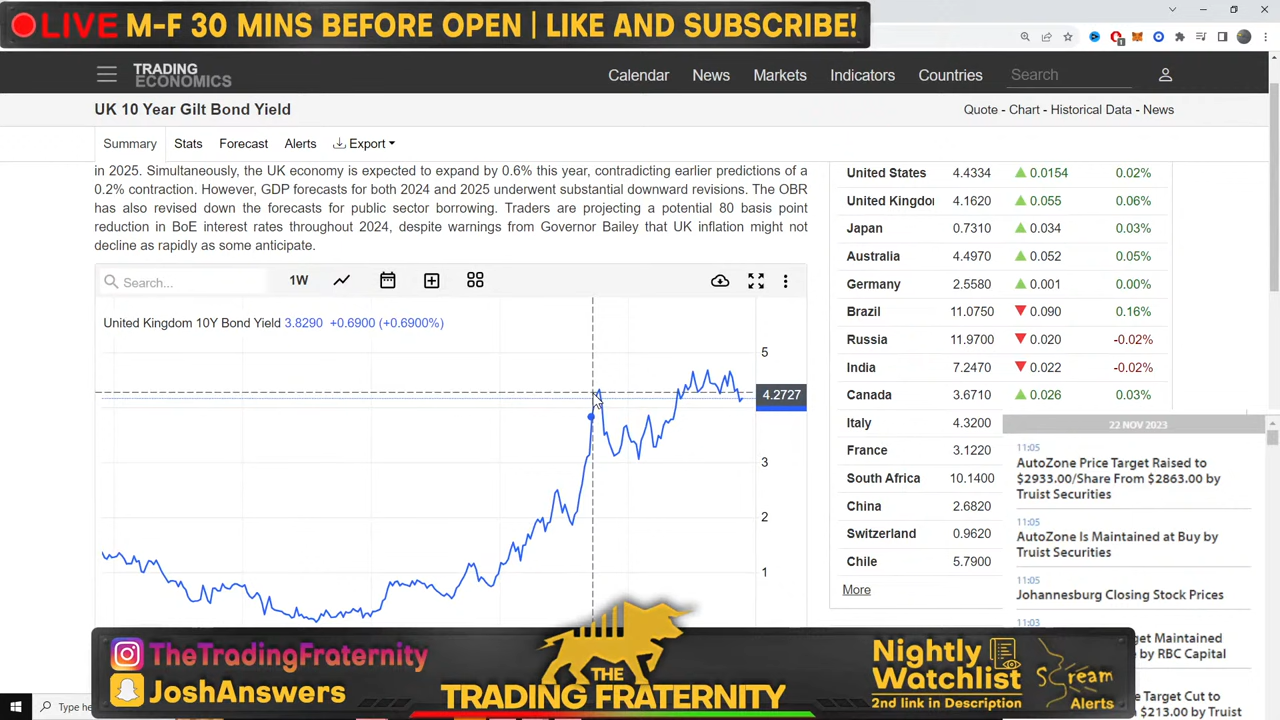 LIVE M-F 30 MINS BEFORE OPEN | LIKE AND SUBSCRIBE!
TRADING
ECONOMICS
Calendar News Markets Indicators Countries Search
UK 10 Year Gilt Bond Yield
Quote - Chart - Historical Data - News
Summary Stats Forecast Alerts Export
in 2025. Simultaneously, the UK economy is expected to expand by 0.6% this year, contradicting earlier predictions of
a 0.2% contraction. However, GDP forecasts for both 2024 and 2025 underwent substantial downward revisions. The
OBR has also revised down the forecasts for public sector borrowing. Traders are projecting a potential 80 basis point
reduction in BoE interest rates throughout 2024, despite warnings from Governor Bailey that UK inflation might not
decline as rapidly as some anticipate.
Search...
1W
United Kingdom 10Y Bond Yield 3.8290 +0.6900 (+0.6900%)
5
4.2727
3
2
1
United States 4.4334 0.0154 0.02%
United Kingdo 4.1620 0.055 0.06%
Japan 0.7310 0.034 0.03%
Australia 4.4970 0.052 0.05%
Germany 2.5580 0.001 0.00%
Brazil 11.0750 0.090 0.16%
Russia 11.9700 0.020 -0.02%
India 7.2470 0.022 -0.02%
Canada 3.6710 0.026 0.03%
Italy 4.3200
France 3.1220
South Africa 10.1400
China 2.6820
Switzerland 0.9620
Chile 5.7900
More
22 NOV 2023
11:05
AutoZone Price Target Raised to
$2933.00/Share From $2863.00 by
Truist Securities
11:05
AutoZone Is Maintained at Buy by
Truist Securities
11:05
Johannesburg Closing Stock Prices
11:03
get Maintained
by RBC Capital
e Target Cut to
$213.00 by Truist
TheTradingFraternity
JoshAnswers
THE
TRADING FRATERNITY
Nightly
Watchlist
2nd link in Description
Scream
Alerts
Type he